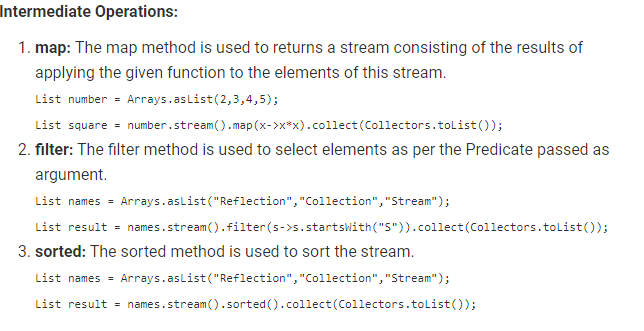 Intermediate Operations:
1. map: The map method is used to returns a stream consisting of the results of
applying the given function to the elements of this stream.
List number = Arrays.asList(2,3,4,5);
List square = number.stream().map(x->x*x).collect(Collectors.toList());
2. filter: The filter method is used to select elements as per the Predicate passed as
argument.
List names = Arrays.asList("Reflection","Collection","Stream");
List result = names.stream().filter(s->s.startsWith("S")).collect(Collectors.toList());
3. sorted: The sorted method is used to sort the stream.
List names = Arrays.asList("Reflection","Collection","Stream");
List result = names.stream().sorted().collect(Collectors.toList());